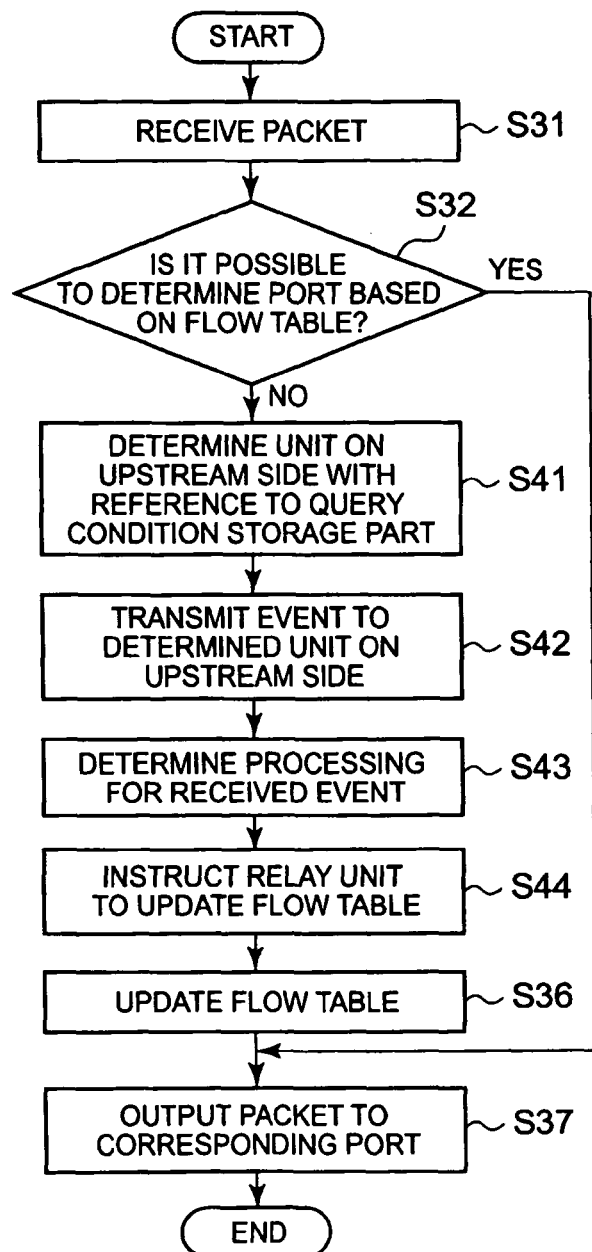 START
RECEIVE PACKET
S31
S32
IS IT POSSIBLE
TO DETERMINE PORT BASED
ON FLOW TABLE?
YES
NO
DETERMINE UNIT ON
UPSTREAM SIDE WITH
REFERENCE TO QUERY
CONDITION STORAGE PART
S41
TRANSMIT EVENT TO
DETERMINED UNIT ON
UPSTREAM SIDE
S42
DETERMINE PROCESSING
FOR RECEIVED EVENT
S43
INSTRUCT RELAY UNIT
TO UPDATE FLOW TABLE
S44
UPDATE FLOW TABLE
S36
OUTPUT PACKET TO
CORRESPONDING PORT
S37
END